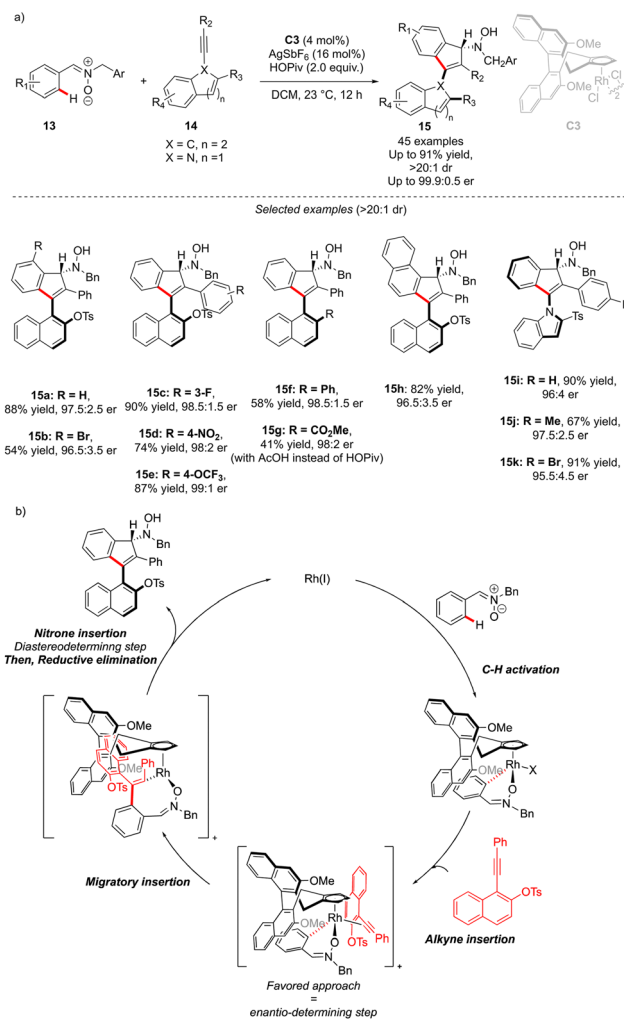 a)
R1
H
N
⊕
O
⊖
Ar
13
+
R2
X
R3
R4
n
14
X = C, n = 2
X = N, n =1
C3 (4 mol%)
AgSbF6 (16 mol%)
HOPiv (2.0 equiv.)
DCM, 23 °C, 12 h
R1
H
OH
N
CH2Ar
R2
X
R3
R4
n
15
45 examples
Up to 91% yield,
>20:1 dr
Up to 99.9:0.5 er
OMe
OMe
Cl
Rh
Cl
2
C3
Selected examples (>20:1 dr)
R
H
OH
N
Bn
Ph
OTs
15a: R = H,
88% yield, 97.5:2.5 er
15b: R = Br,
54% yield, 96.5:3.5 er
H
OH
N
Bn
R
OTs
15c: R = 3-F,
90% yield, 98.5:1.5 er
15d: R = 4-NO2,
74% yield, 98:2 er
15e: R = 4-OCF3,
87% yield, 99:1 er
H
OH
N
Bn
Ph
R
15f: R = Ph,
58% yield, 98.5:1.5 er
15g: R = CO2Me,
41% yield, 98:2 er
(with AcOH instead of HOPiv)
H
OH
N
Bn
Ph
OTs
15h: 82% yield,
96.5:3.5 er
H
OH
N
Bn
N
Ts
15i: R = H, 90% yield,
96:4 er
15j: R = Me, 67% yield,
97.5:2.5 er
15k: R = Br, 91% yield,
95.5:4.5 er
b)
H
OH
N
Bn
Ph
OTs
Nitrone insertion
Diastereodeterminng step
Then, Reductive elimination
Rh(I)
Bn
N
⊕
O
⊖
H
C-H activation
OMe
OMe
Rh
X
O
N
Bn
Ph
OTs
Alkyne insertion
OMe
OMe
Rh
Ph
OTs
O
N
Bn
+
Favored approach
=
enantio-determining step
Migratory insertion
OMe
OMe
Ph
Rh
OTs
O
N
Bn
+